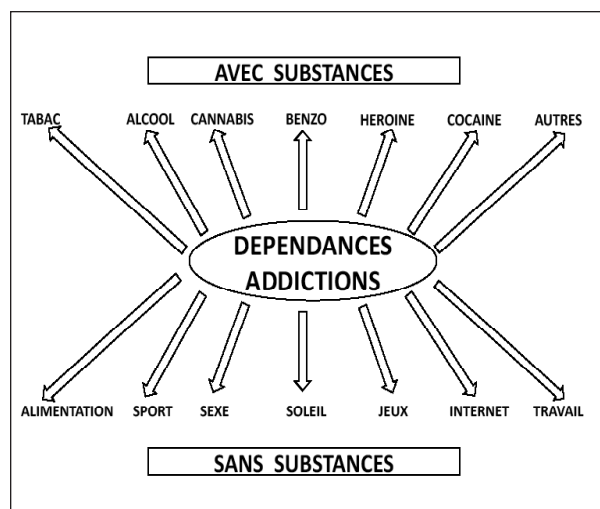 AVEC SUBSTANCES
TABAC ALCOOL CANNABIS BENZO HEROINE COCAINE AUTRES
DEPENDANCES
ADDICTIONS
ALIMENTATION SPORT SEXE SOLEIL JEUX INTERNET TRAVAIL
SANS SUBSTANCES